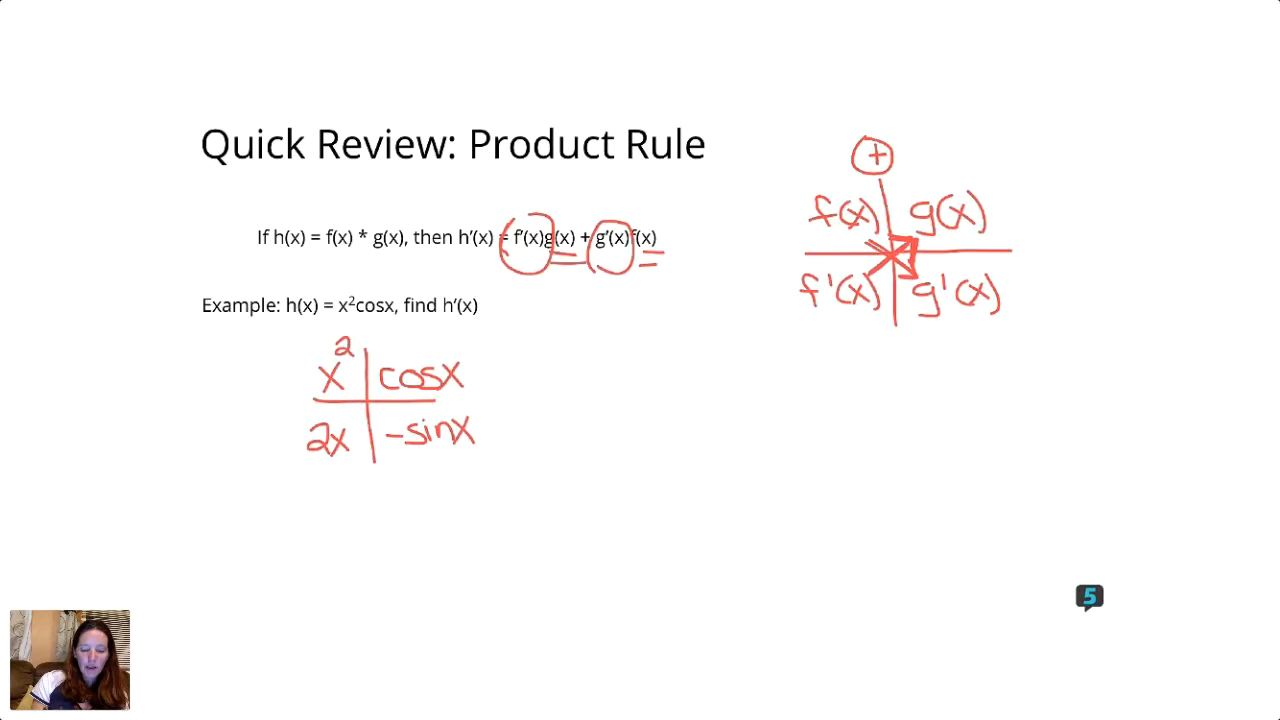 Quick Review: Product Rule
+
f(x) g(x)
If h(x) = f(x) * g(x), then h’(x) = f’(x)g(x) + g’(x)f(x)
f'(x) g'(x)
Example: h(x) = x²cosx, find h’(x)
x² cosx
2x -sinx
5